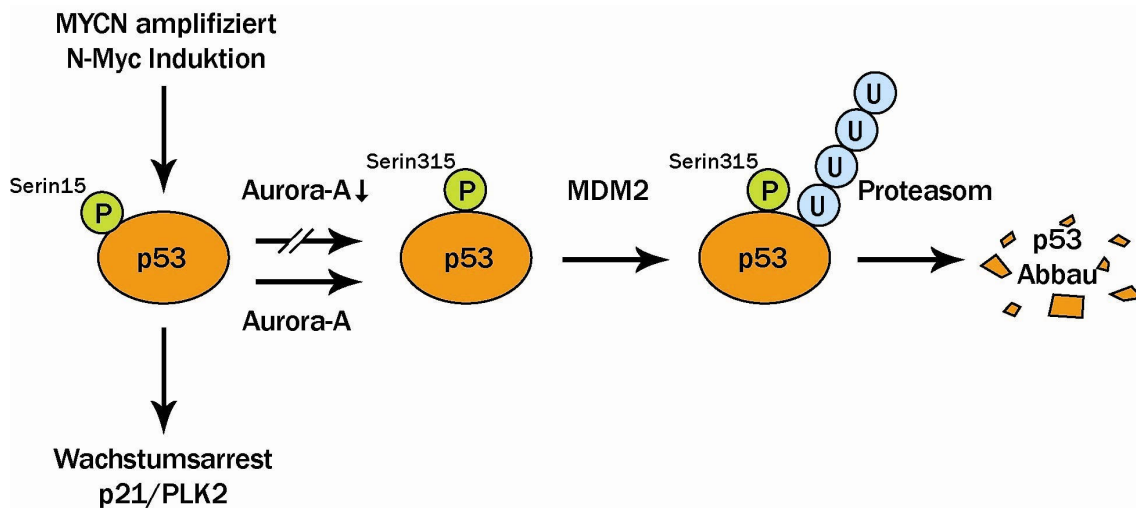 MYCN amplifiziert
N-Myc Induktion
Serin15
P
p53
Aurora-A↓
Aurora-A
Serin315
P
p53
MDM2
Serin315
P
p53
U
U
U
U
Proteasom
p53
Abbau
Wachstumsarrest
p21/PLK2